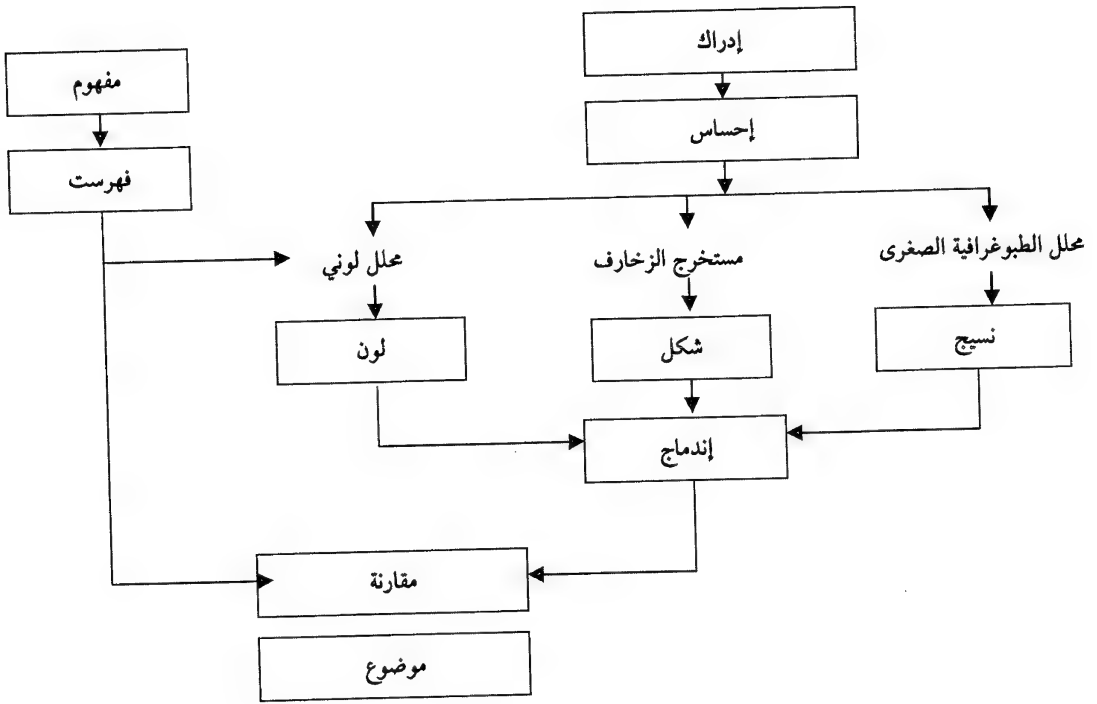 إدراك
مفهوم
إحساس
فهرست
محلل الطبوغرافية الصغرى
مستخرج الزخارف
محلل لوني
نسيج
شكل
لون
إندماج
مقارنة
موضوع